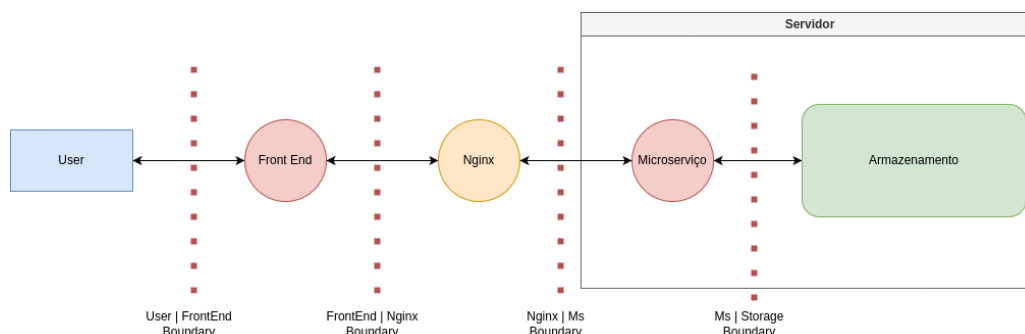 Servidor
User
Front End
Nginx
Microserviço
Armazenamento
User | FrontEnd
Boundary
FrontEnd | Nginx
Boundary
Nginx | Ms
Boundary
Ms | Storage
Boundary